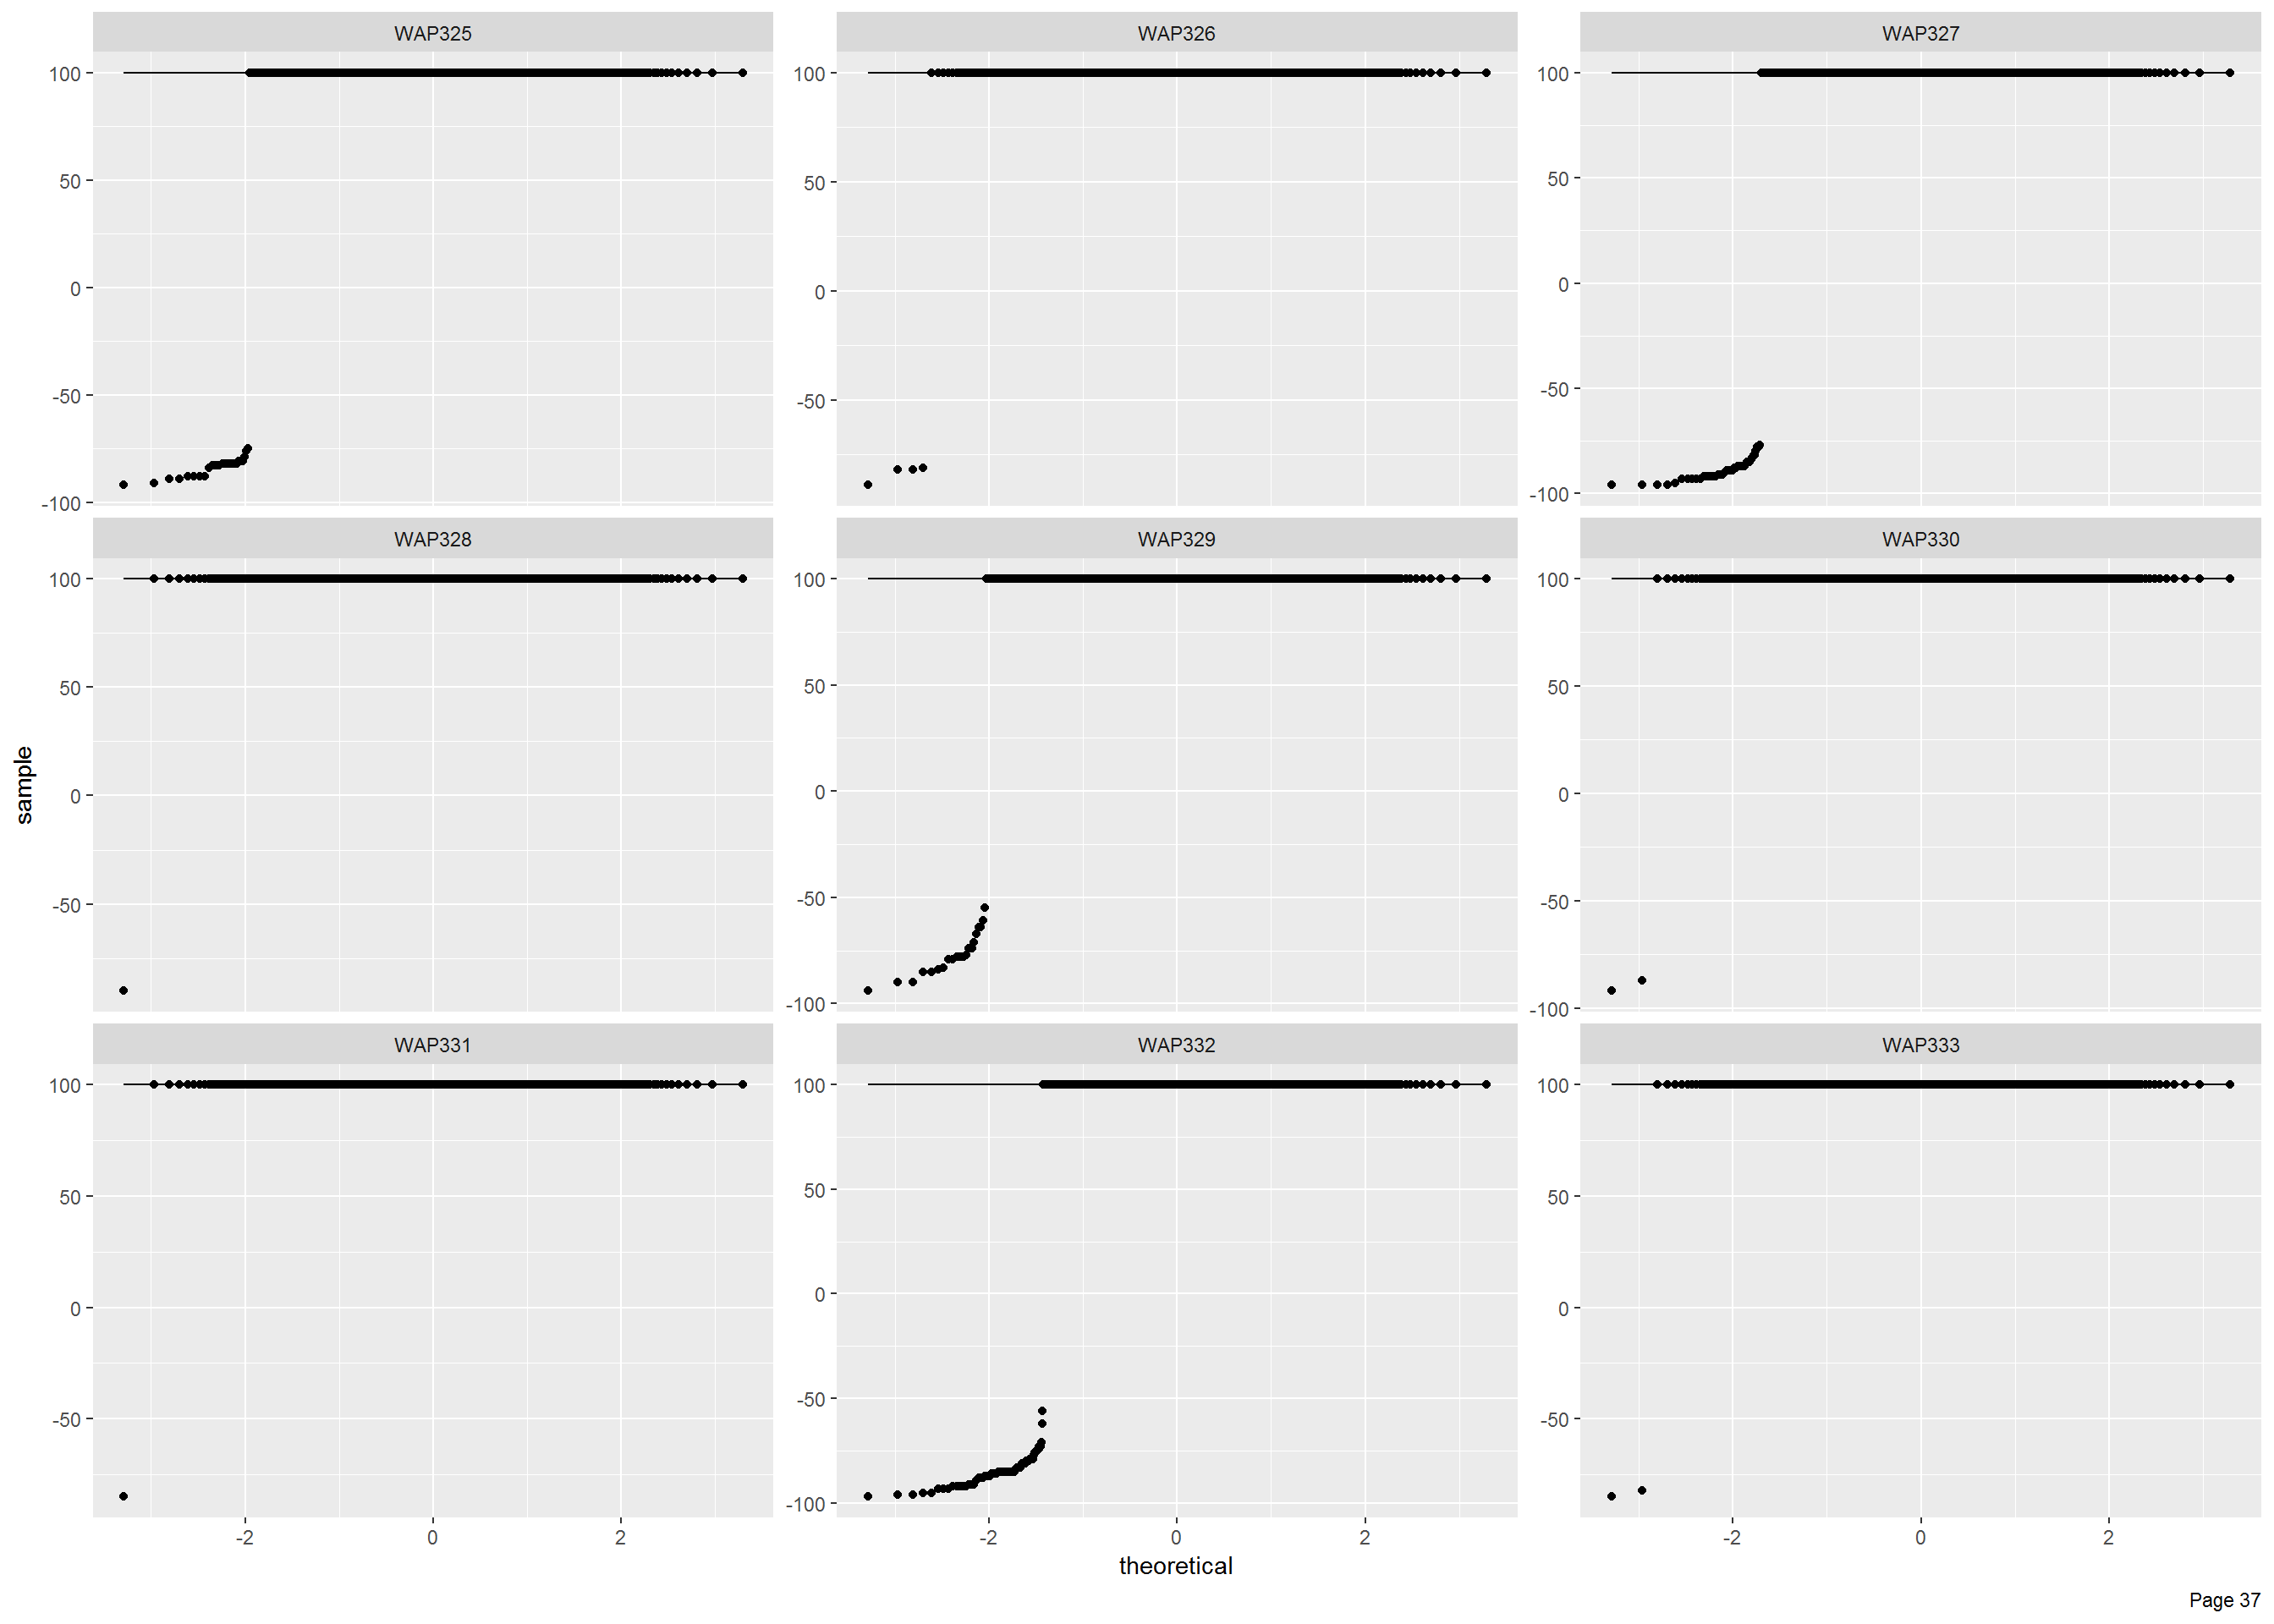 WAP325 WAP326 WAP327
100 100 100
50 50 50
0 0 0
-50 -50 -50
-100 -100
WAP328 WAP329 WAP330
100 100 100
50 50 50
0 0 0
-50 -50 -50
-100 -100
sample
WAP331 WAP332 WAP333
100 100 100
50 50 50
0 0 0
-50 -50 -50
-100
-2 0 2 -2 0 2 -2 0 2
theoretical
Page 37